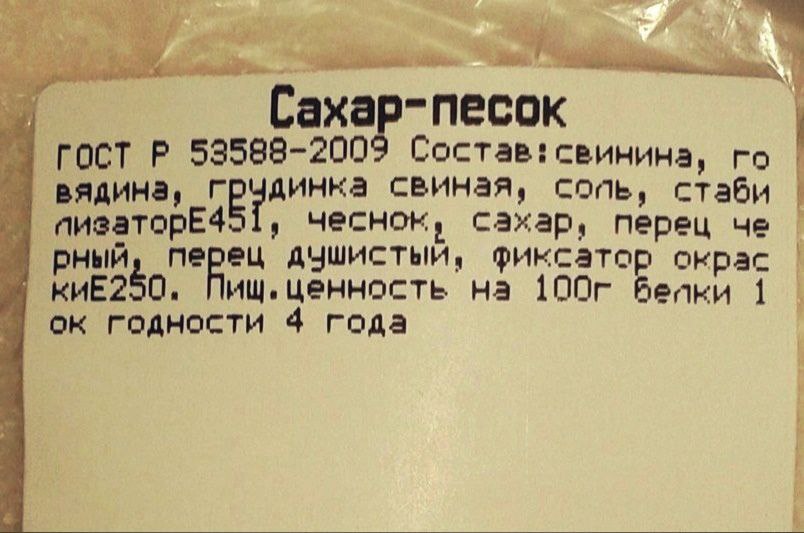 Сахар-песок
ГОСТ Р 53588-2009 Состав:свинина, го
вядина, грудинка свиная, соль, стаби
лизаторЕ451, чеснок, сахар, перец че
рный, перец душистый, фиксатор окрас
киЕ250. Пищ.ценность на 100г белки 1
ок годности 4 года